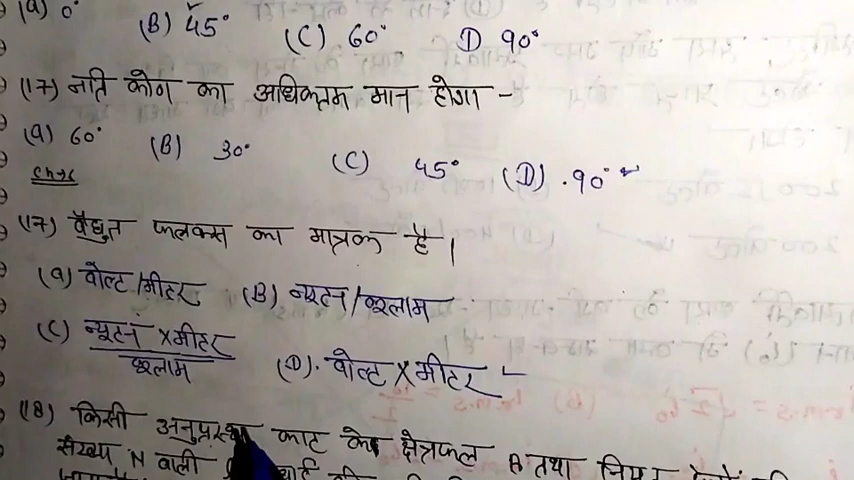 (a) 0° (B) 45° (C) 60° D 90°
(17) नति कोण का अधिकतम मान होगा -
(a) 60° (B) 30° (C) 45° (D) . 90°
(17) वैद्युत फ्लक्स का मात्रक है।
(a) वोल्ट/मीटर (B) न्यूटन/कूलाम
(C) न्यूटन X मीटर / कूलाम (D). वोल्ट X मीटर
(18) किसी अनुप्रस्थ काट के क्षेत्रफल A तथा
संख्या N वाली